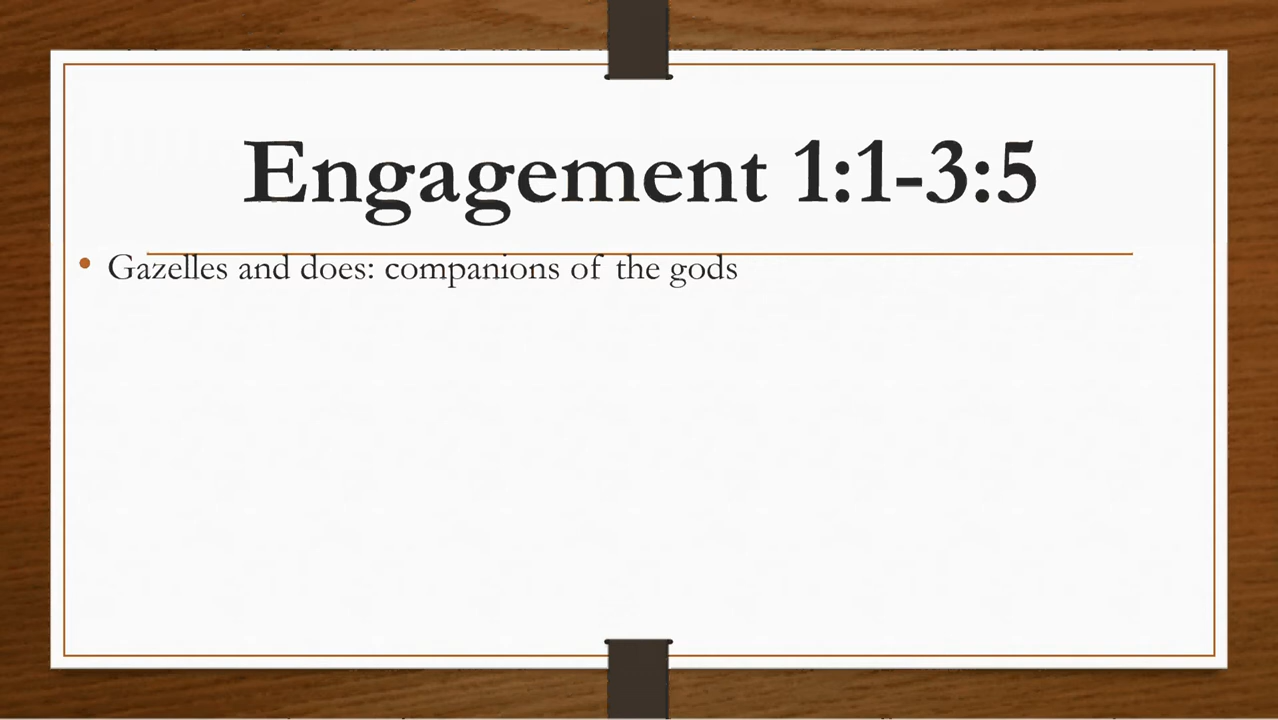 Engagement 1:1-3:5
• Gazelles and does: companions of the gods